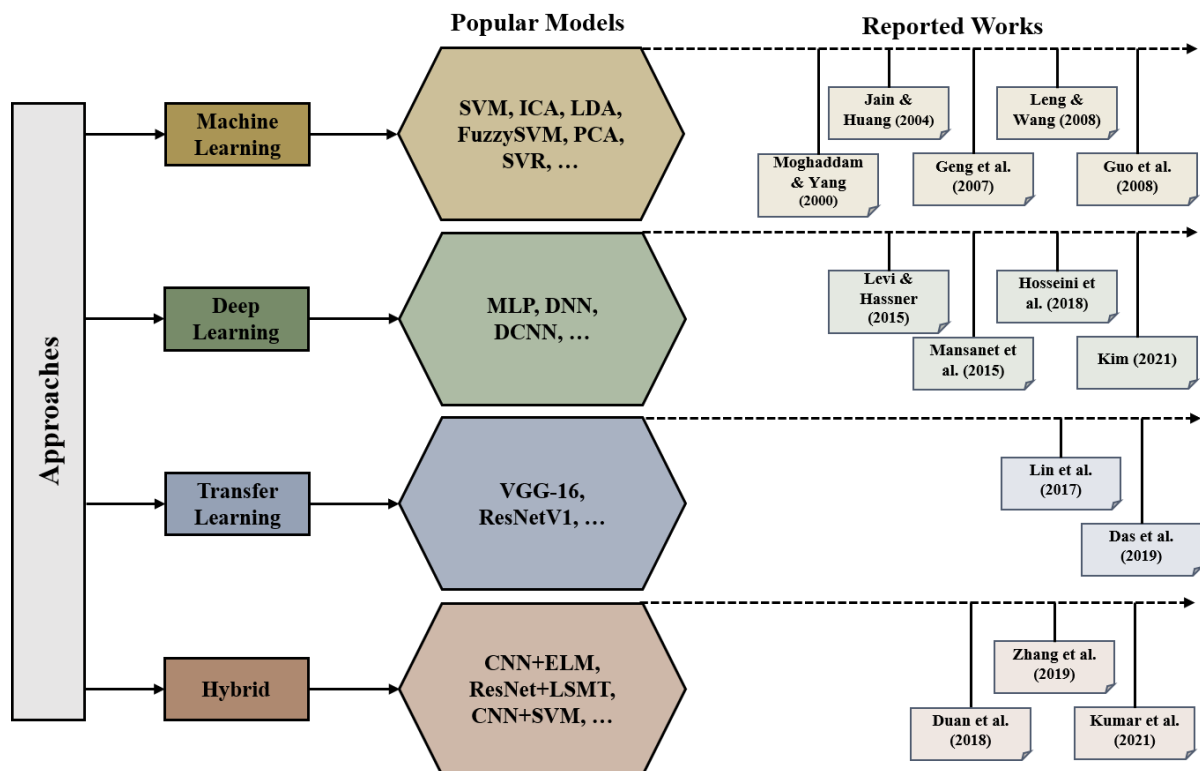 Popular Models
Reported Works
Approaches
Machine
Learning
SVM, ICA, LDA,
FuzzySVM, PCA,
SVR, …
Moghaddam
& Yang
(2000)
Jain &
Huang (2004)
Geng et al.
(2007)
Leng &
Wang (2008)
Guo et al.
(2008)
Deep
Learning
MLP, DNN,
DCNN, …
Levi &
Hassner
(2015)
Mansanet et
al. (2015)
Hosseini et
al. (2018)
Kim (2021)
Transfer
Learning
VGG-16,
ResNetV1, …
Lin et al.
(2017)
Das et al.
(2019)
Hybrid
CNN+ELM,
ResNet+LSMT,
CNN+SVM, …
Duan et al.
(2018)
Zhang et al.
(2019)
Kumar et al.
(2021)